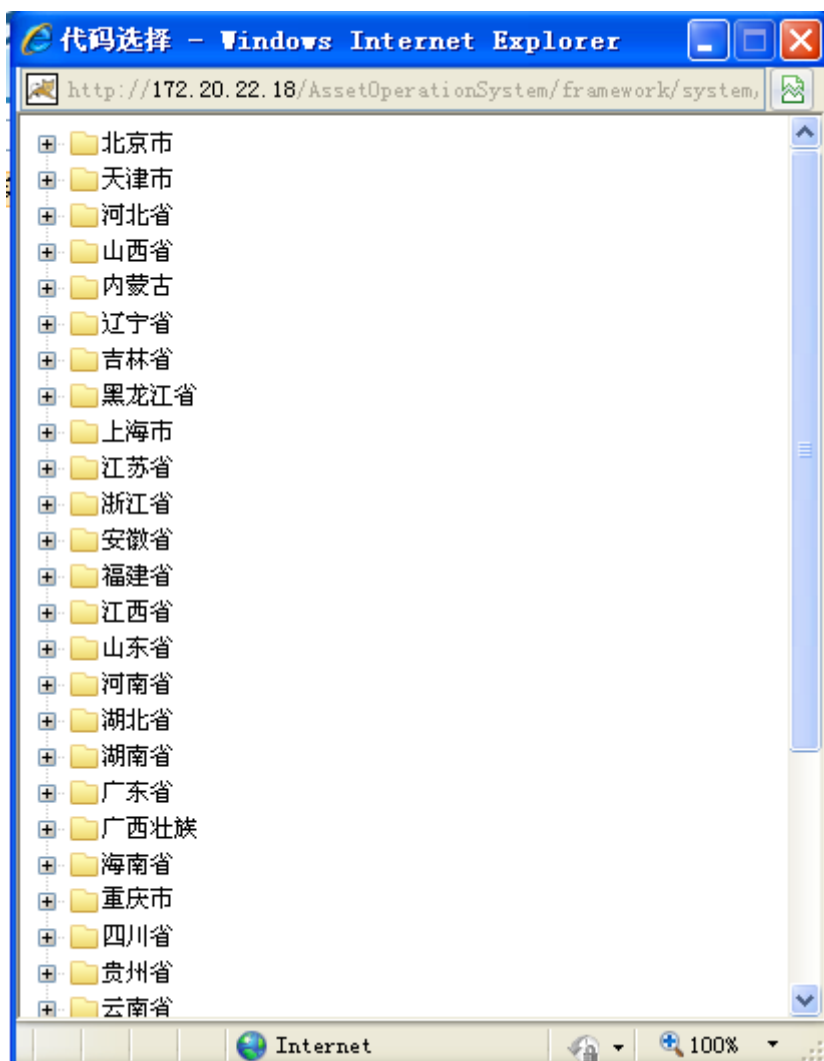 代码选择 - Windows Internet Explorer
http://172.20.22.18/AssetOperationSystem/framework/system/
北京市
天津市
河北省
山西省
内蒙古
辽宁省
吉林省
黑龙江省
上海市
江苏省
浙江省
安徽省
福建省
江西省
山东省
河南省
湖北省
湖南省
广东省
广西壮族
海南省
重庆市
四川省
贵州省
云南省
Internet 100%